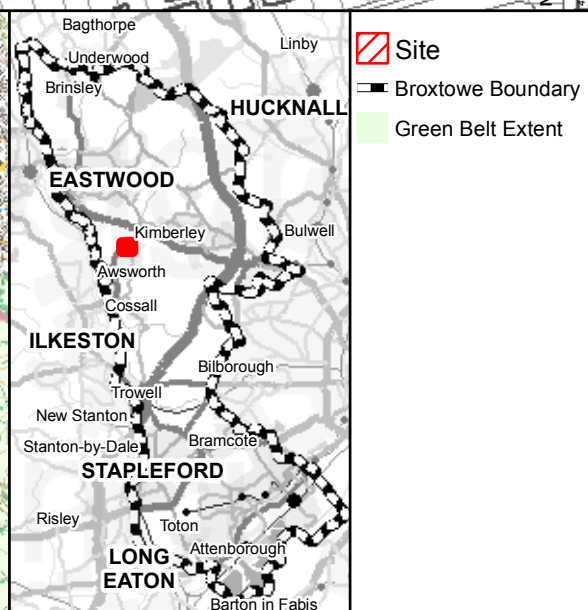 Bagthorpe
Linby
Underwood
Brinsley
HUCKNALL
EASTWOOD
Kimberley
Bulwell
Awsworth
Cossall
ILKESTON
Bilborough
Trowell
New Stanton
Bramcote
Stanton-by-Dale
STAPLEFORD
Risley
Toton
Attenborough
LONG
EATON
Barton in Fabis
Site
Broxtowe Boundary
Green Belt Extent